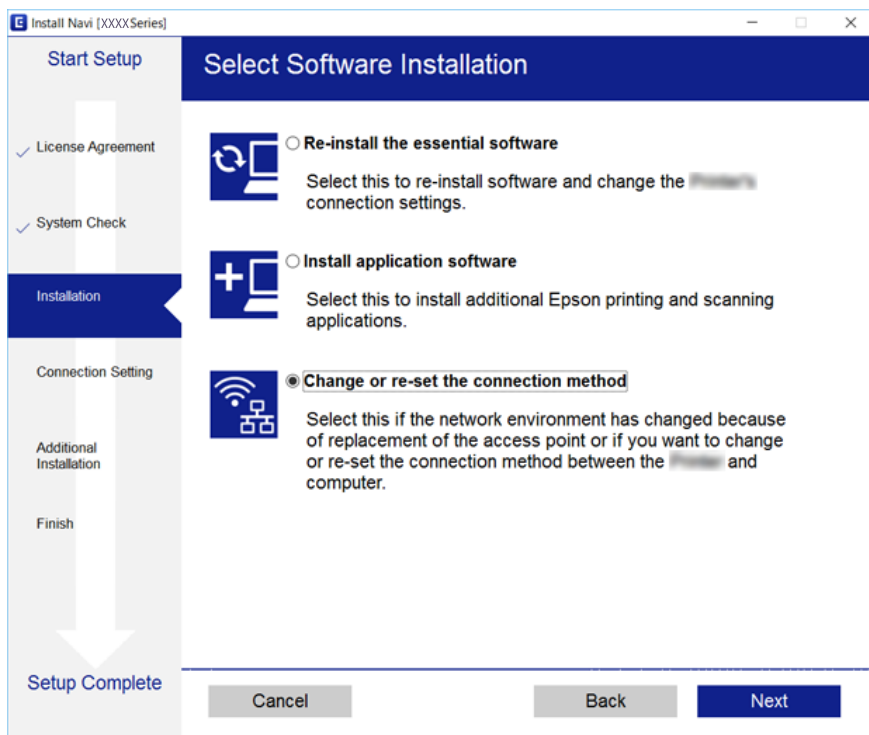 E Install Navi [XXXX Series]
Start Setup
License Agreement
System Check
Installation
Connection Setting
Additional
Installation
Finish
Setup Complete
Select Software Installation
Re-install the essential software
Select this to re-install software and change the
connection settings.
Install application software
Select this to install additional Epson printing and scanning
applications.
Change or re-set the connection method
Select this if the network environment has changed because
of replacement of the access point or if you want to change
or re-set the connection method between the and
computer.
Cancel
Back
Next